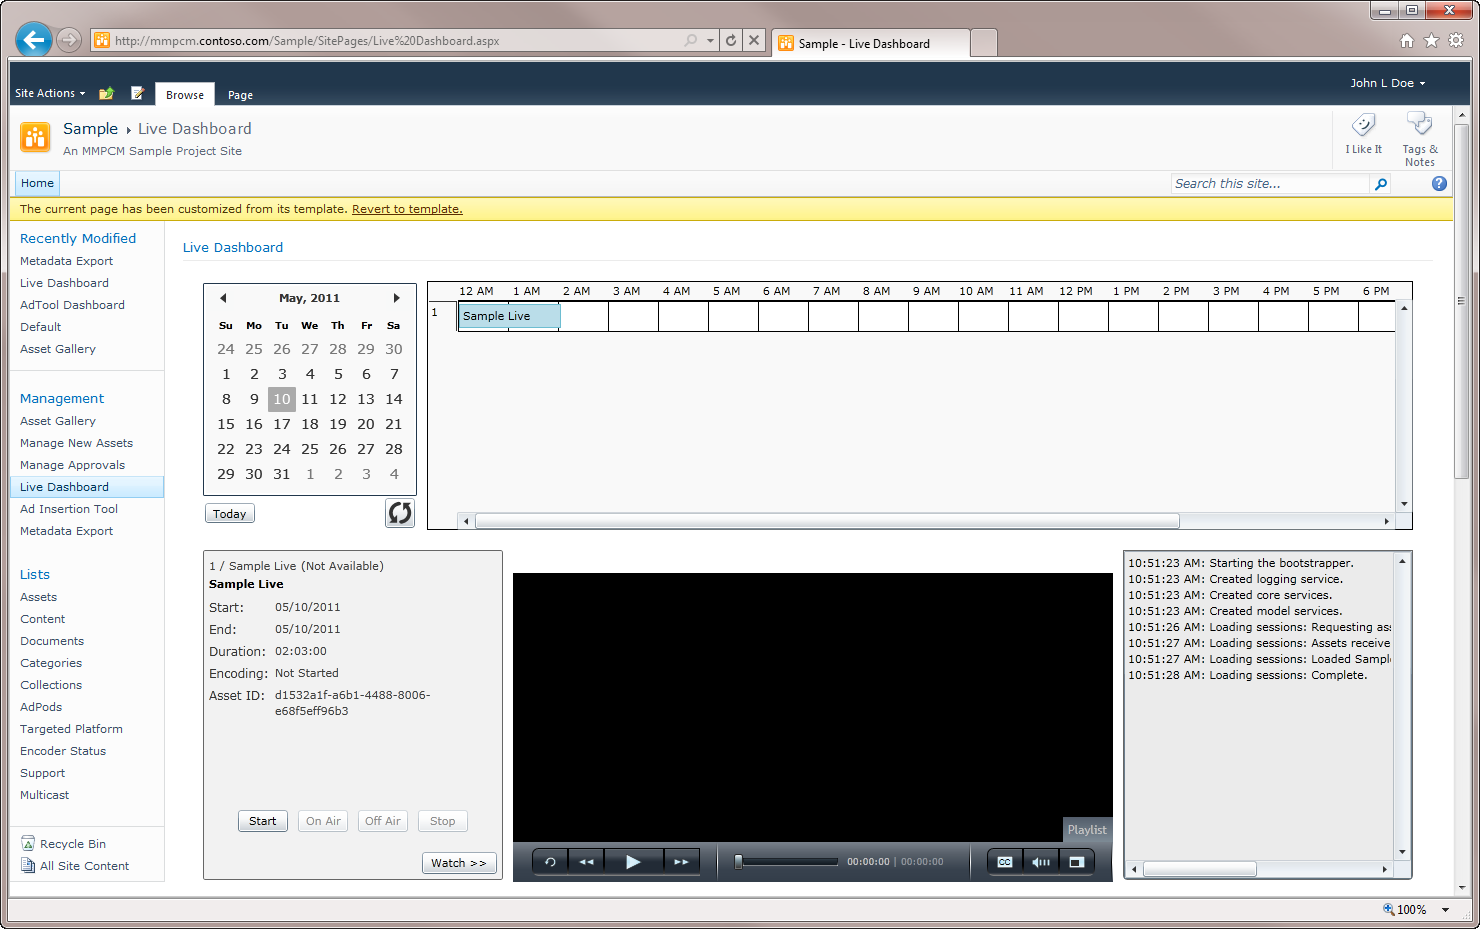 http://mmpcm.contoso.com/Sample/SitePages/Live%20Dashboard.aspx
Sample - Live Dashboard
Site Actions
Browse
Page
John L Doe
Sample
Live Dashboard
An MMPCM Sample Project Site
I Like It
Tags &
Notes
Home
Search this site...
The current page has been customized from its template. Revert to template.
Recently Modified
Metadata Export
Live Dashboard
AdTool Dashboard
Default
Asset Gallery
Management
Asset Gallery
Manage New Assets
Manage Approvals
Live Dashboard
Ad Insertion Tool
Metadata Export
Lists
Assets
Content
Documents
Categories
Collections
AdPods
Targeted Platform
Encoder Status
Support
Multicast
Recycle Bin
All Site Content
Live Dashboard
May, 2011
Su Mo Tu We Th Fr Sa
24 25 26 27 28 29 30
1 2 3 4 5 6 7
8 9 10 11 12 13 14
15 16 17 18 19 20 21
22 23 24 25 26 27 28
29 30 31 1 2 3 4
Today
12 AM 1 AM 2 AM 3 AM 4 AM 5 AM 6 AM 7 AM 8 AM 9 AM 10 AM 11 AM 12 PM 1 PM 2 PM 3 PM 4 PM 5 PM 6 PM
1 Sample Live
1 / Sample Live (Not Available)
Sample Live
Start: 05/10/2011
End: 05/10/2011
Duration: 02:03:00
Encoding: Not Started
Asset ID: d1532a1f-a6b1-4488-8006-
e68f5eff96b3
Start
On Air
Off Air
Stop
Watch >>
Playlist
00:00:00 | 00:00:00
CC
10:51:23 AM: Starting the bootstrapper.
10:51:23 AM: Created logging service.
10:51:23 AM: Created core services.
10:51:23 AM: Created model services.
10:51:26 AM: Loading sessions: Requesting ass
10:51:27 AM: Loading sessions: Assets receive
10:51:27 AM: Loading sessions: Loaded Sampl
10:51:28 AM: Loading sessions: Complete.
100%